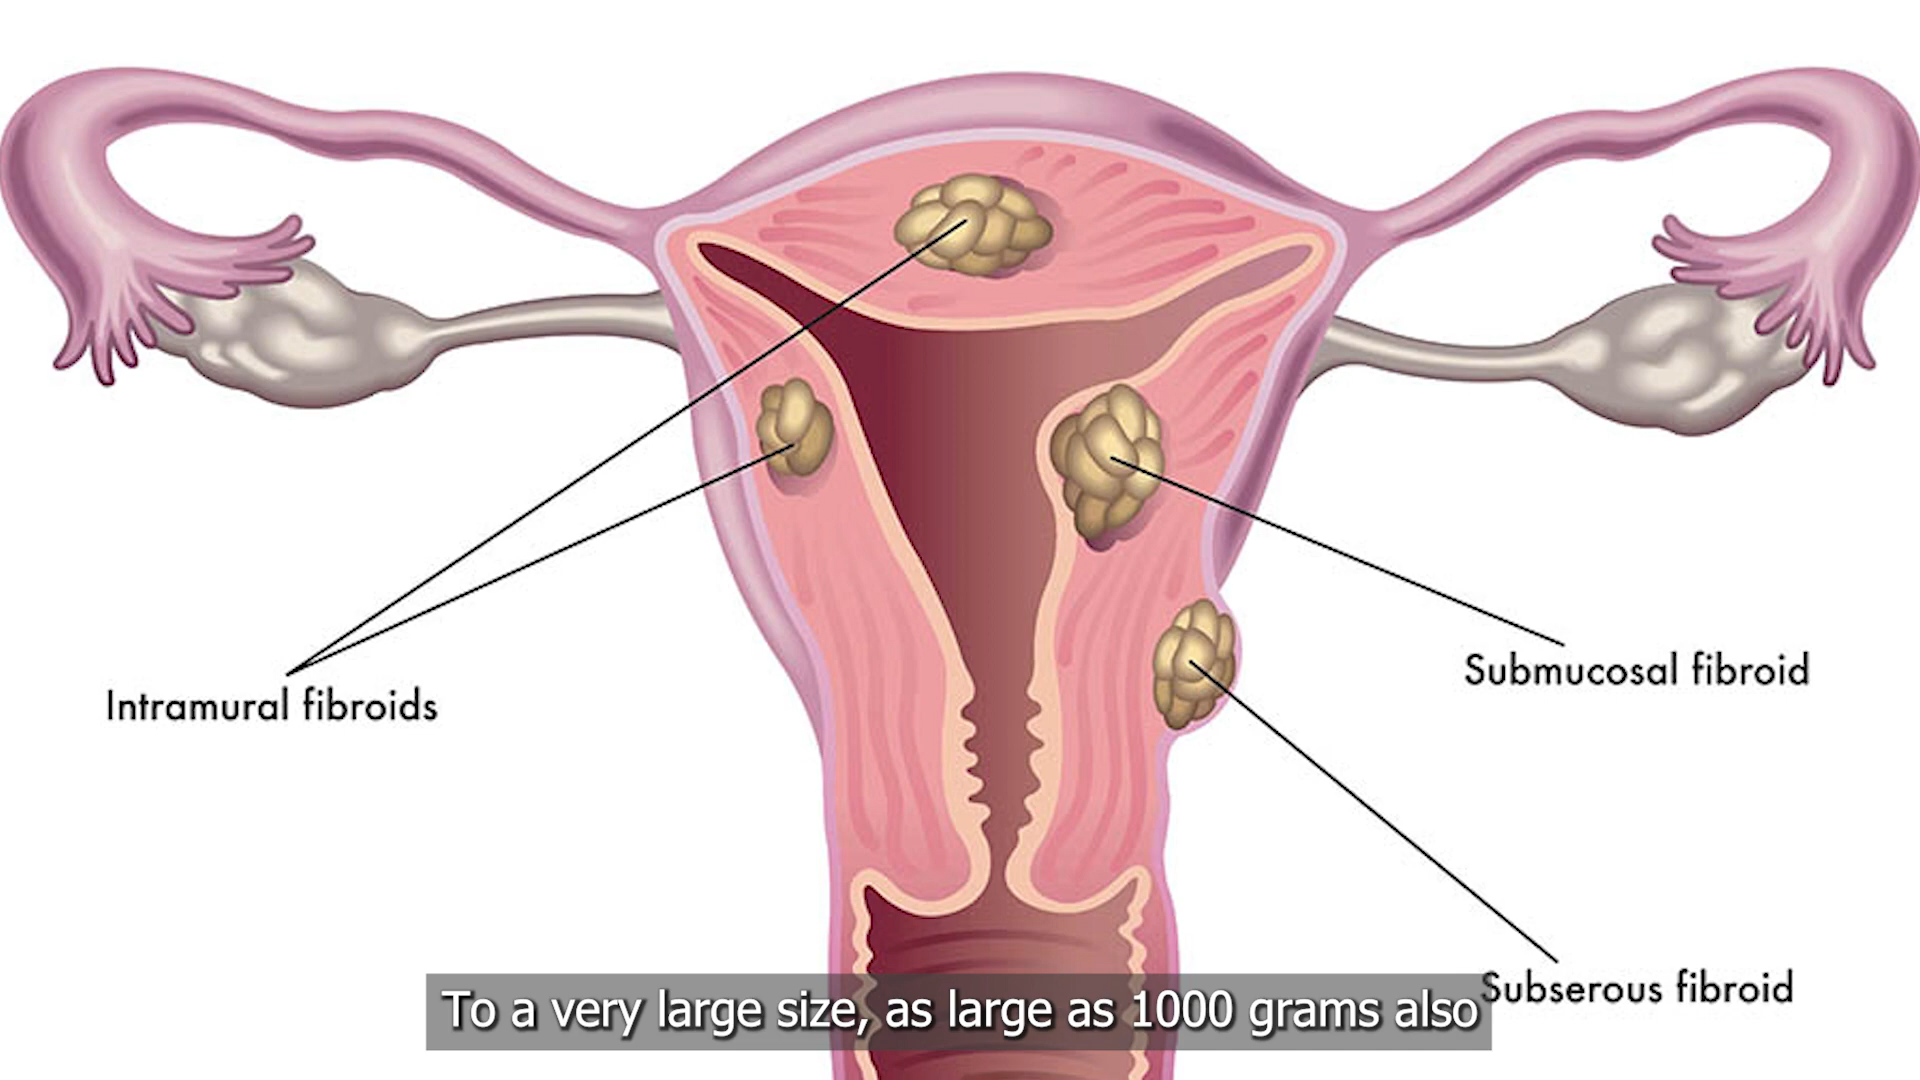 Submucosal fibroid
Intramural fibroids
Subserous fibroid
To a very large size, as large as 1000 grams also